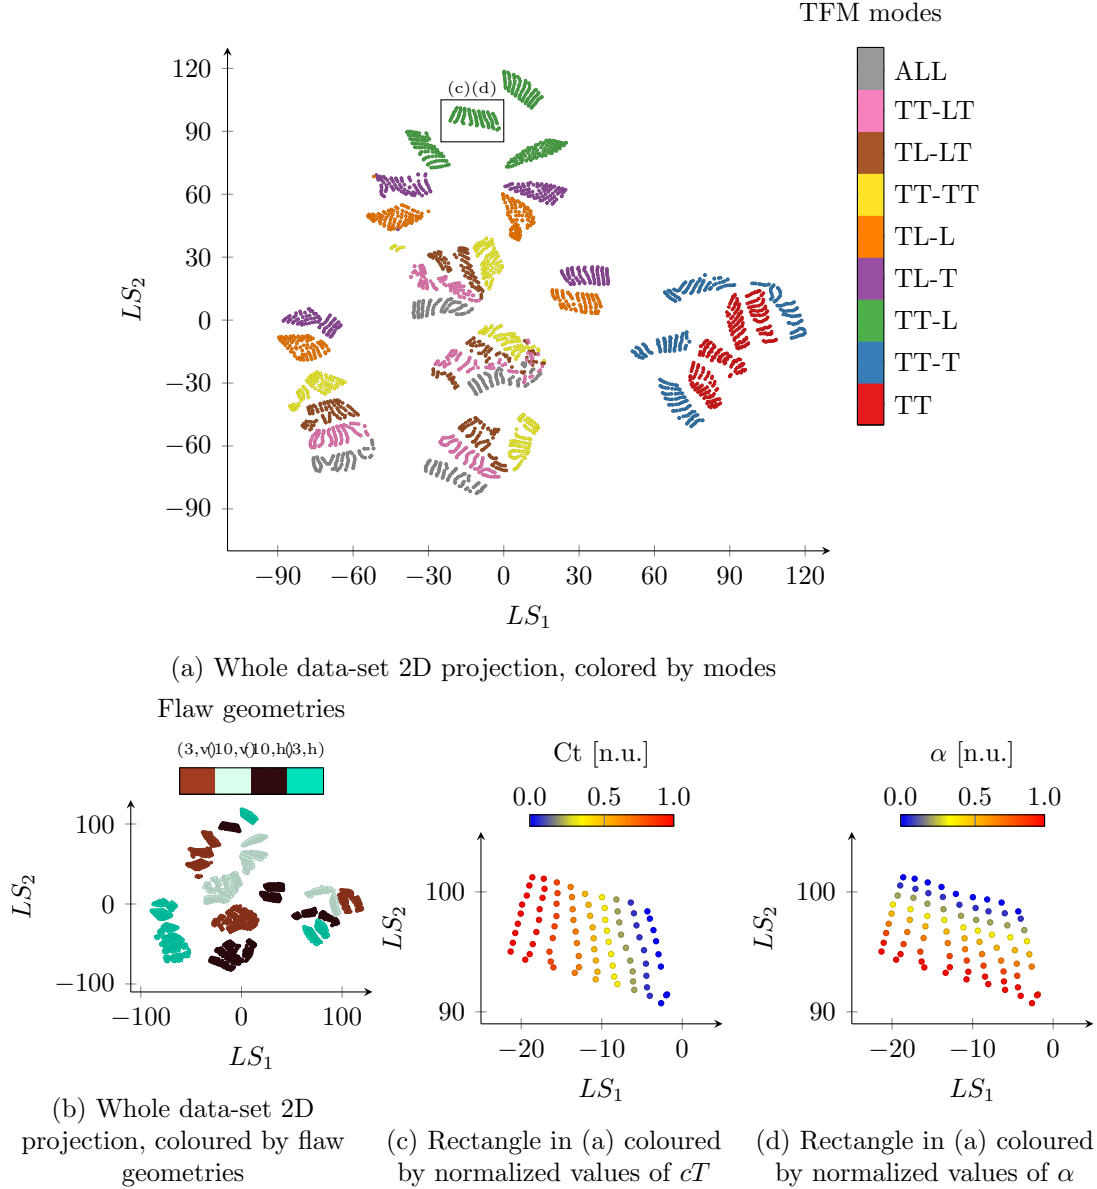 TFM modes
120
90
60
30
0
−30
−60
−90
LS2
(c)(d)
−90 −60 −30 0 30 60 90 120
LS1
ALL
TT-LT
TL-LT
TT-TT
TL-L
TL-T
TT-L
TT-T
TT
(a) Whole data-set 2D projection, colored by modes
Flaw geometries
(3,v) (10,v) (10,h) (3,h)
100
0
−100
LS2
−100 0 100
LS1
(b) Whole data-set 2D
projection, coloured by flaw
geometries
Ct [n.u.]
0.0 0.5 1.0
100
90
LS2
−20 −10 0
LS1
(c) Rectangle in (a) coloured
by normalized values of cT
α [n.u.]
0.0 0.5 1.0
100
90
LS2
−20 −10 0
LS1
(d) Rectangle in (a) coloured
by normalized values of α